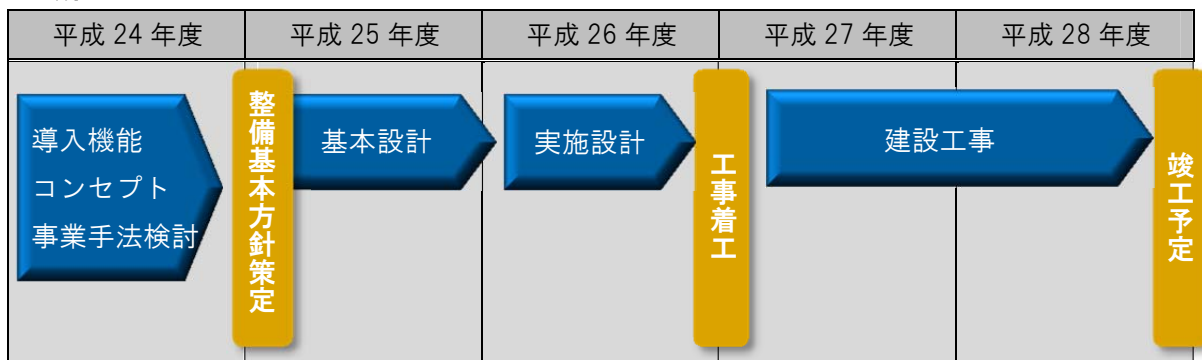 平成 24 年度
平成 25 年度
平成 26 年度
平成 27 年度
平成 28 年度
導入機能
コンセプト
事業手法検討
整備基本方針策定
基本設計
実施設計
工事着工
建設工事
竣工予定